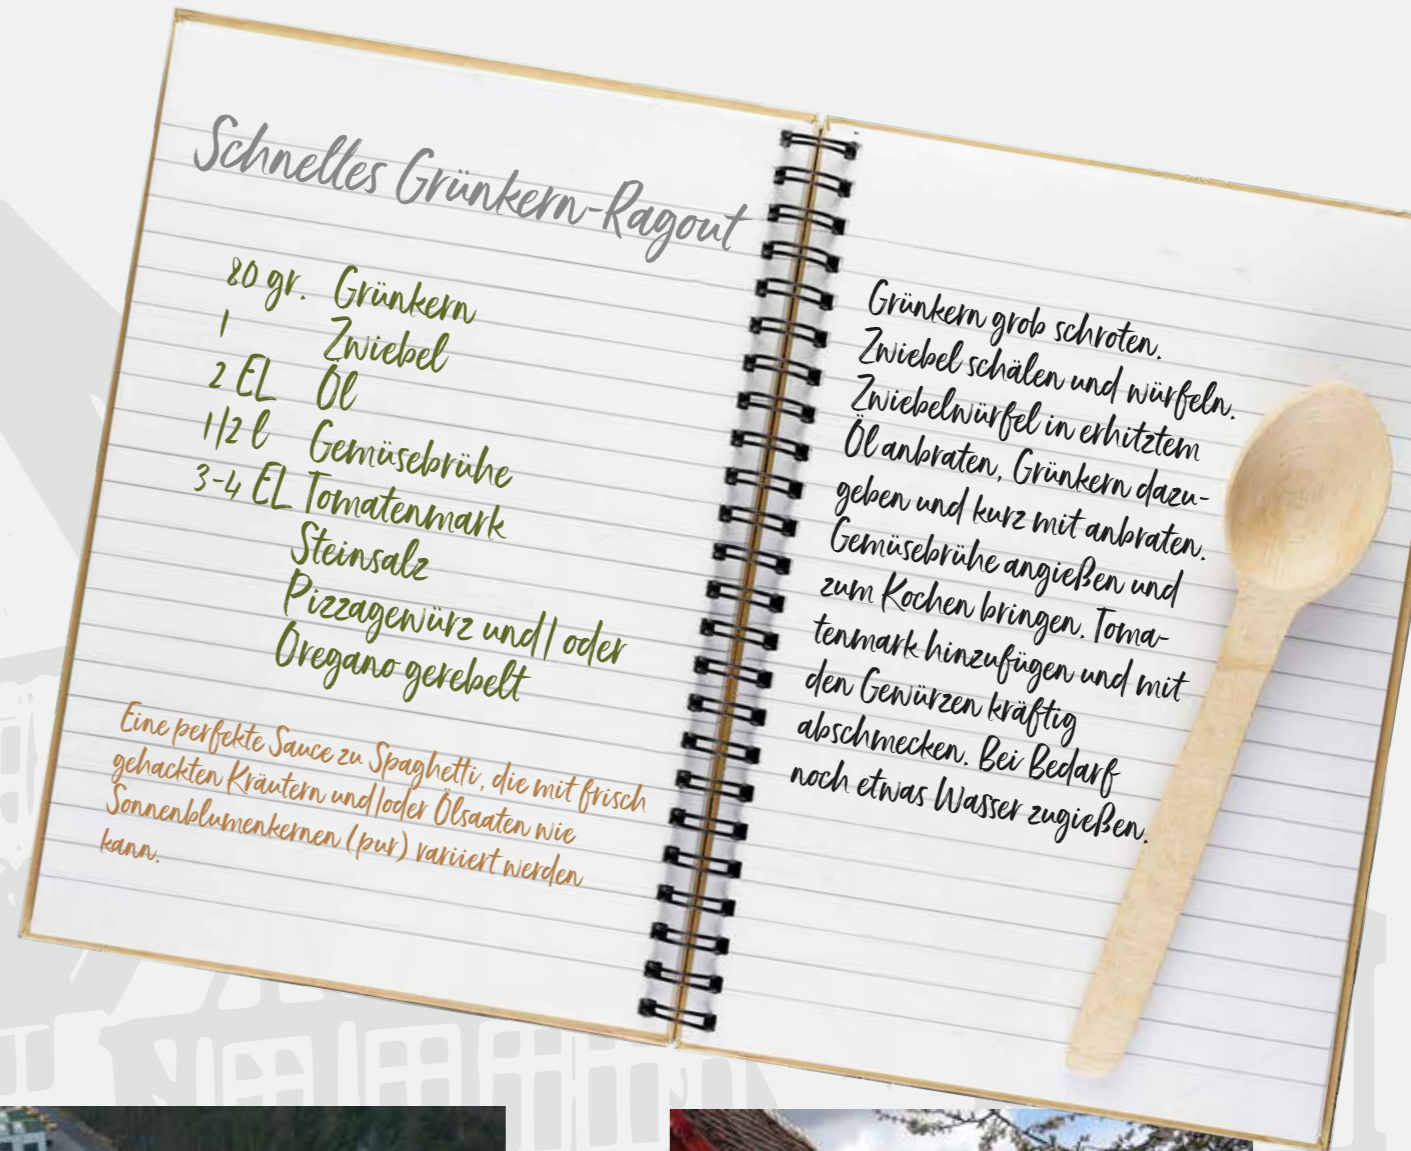 Schnelles Grünkern-Ragout
80 gr. Grünkern
1 Zwiebel
2 EL Öl
1/2 l Gemüsebrühe
3-4 EL Tomatenmark
Steinsalz
Pizzagewürz und/oder
Oregano gerebelt
Eine perfekte Sauce zu Spaghetti, die mit frisch
gehackten Kräutern und/oder Ölsaaten wie
Sonnenblumenkernen (pur) variiert werden
kann.
Grünkern grob schroten.
Zwiebel schälen und würfeln.
Zwiebelwürfel in erhitztem
Öl anbraten, Grünkern dazu-
geben und kurz mit anbraten.
Gemüsebrühe angießen und
zum Kochen bringen. Toma-
tenmark hinzufügen und mit
den Gewürzen kräftig
abschmecken. Bei Bedarf
noch etwas Wasser zugießen.